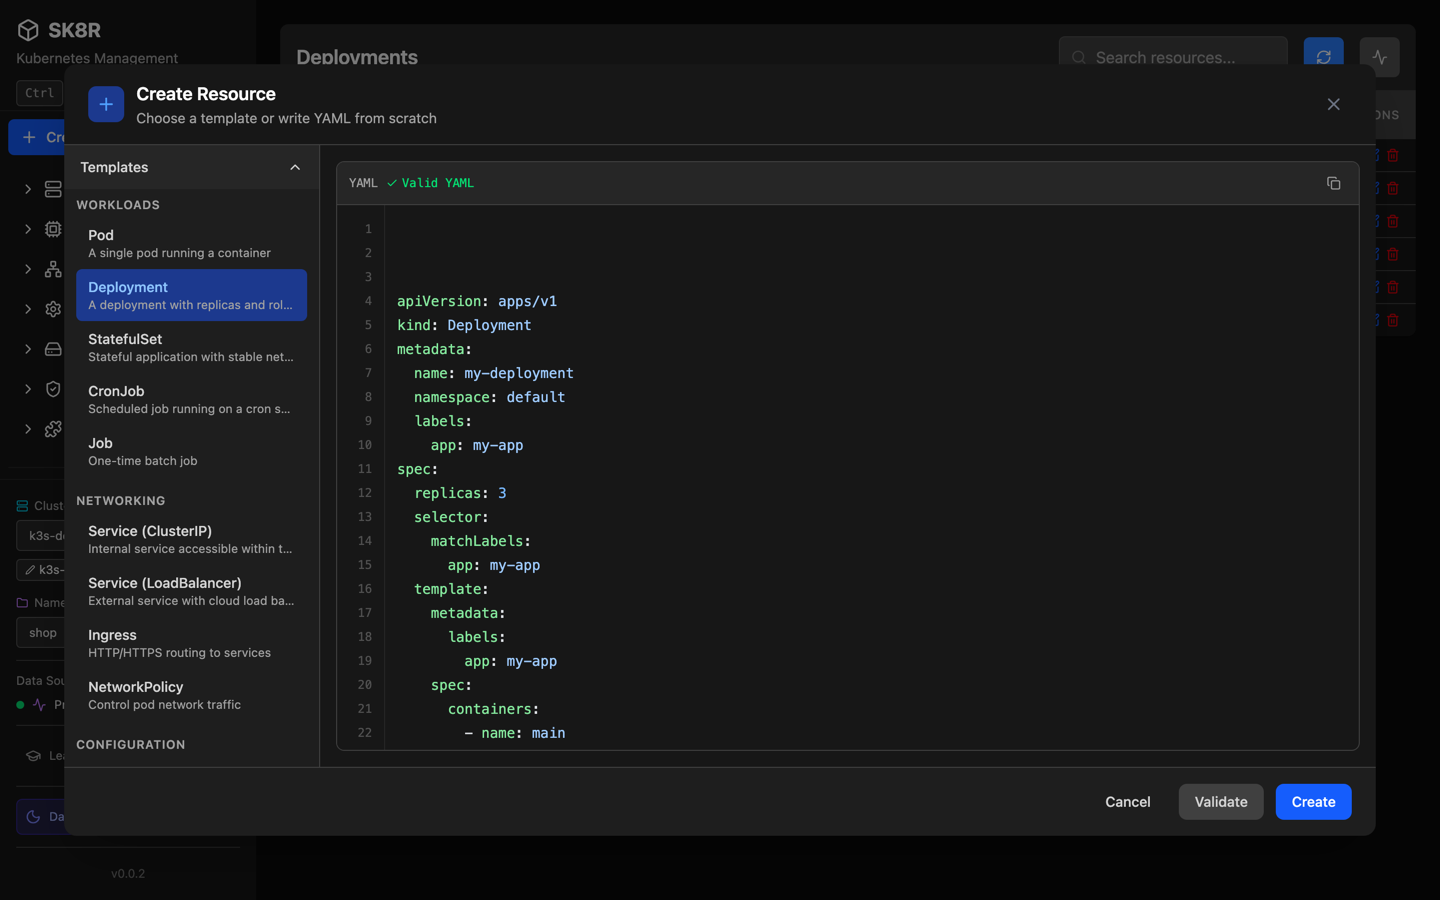 SK8R
Kubernetes Management
Ctrl
Deployments
Search resources...
Create Resource
Choose a template or write YAML from scratch
Templates
WORKLOADS
Pod
A single pod running a container
Deployment
A deployment with replicas and rol...
StatefulSet
Stateful application with stable net...
CronJob
Scheduled job running on a cron s...
Job
One-time batch job
NETWORKING
Service (ClusterIP)
Internal service accessible within t...
Service (LoadBalancer)
External service with cloud load ba...
Ingress
HTTP/HTTPS routing to services
NetworkPolicy
Control pod network traffic
CONFIGURATION
YAML Valid YAML
1
2
3
4 apiVersion: apps/v1
5 kind: Deployment
6 metadata:
7 name: my-deployment
8 namespace: default
9 labels:
10 app: my-app
11 spec:
12 replicas: 3
13 selector:
14 matchLabels:
15 app: my-app
16 template:
17 metadata:
18 labels:
19 app: my-app
20 spec:
21 containers:
22 - name: main
Cancel
Validate
Create
shop
v0.0.2